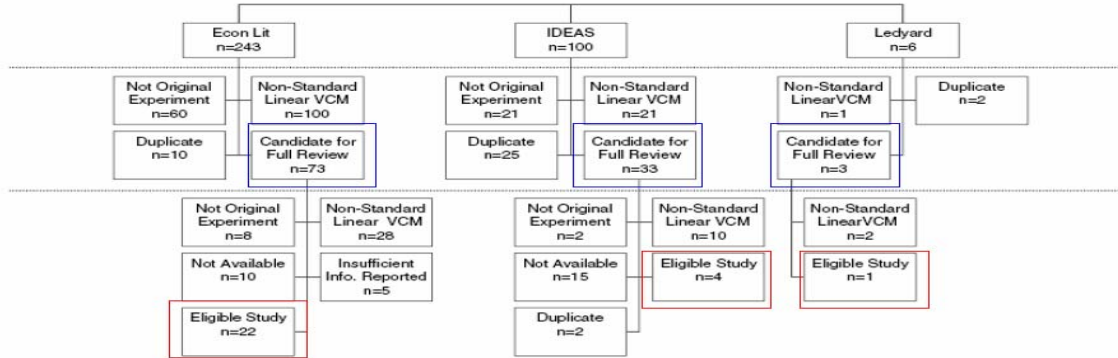 Econ Lit
n=243
IDEAS
n=100
Ledyard
n=6
Not Original
Experiment
n=60
Non-Standard
Linear VCM
n=100
Not Original
Experiment
n=21
Non-Standard
Linear VCM
n=21
Non-Standard
LinearVCM
n=1
Duplicate
n=2
Duplicate
n=10
Candidate for
Full Review
n=73
Duplicate
n=25
Candidate for
Full Review
n=33
Candidate for
Full Review
n=3
Not Original
Experiment
n=8
Non-Standard
Linear VCM
n=28
Not Original
Experiment
n=2
Non-Standard
Linear VCM
n=10
Non-Standard
LinearVCM
n=2
Not Available
n=10
Insufficient
Info. Reported
n=5
Not Available
n=15
Eligible Study
n=4
Eligible Study
n=1
Eligible Study
n=22
Duplicate
n=2